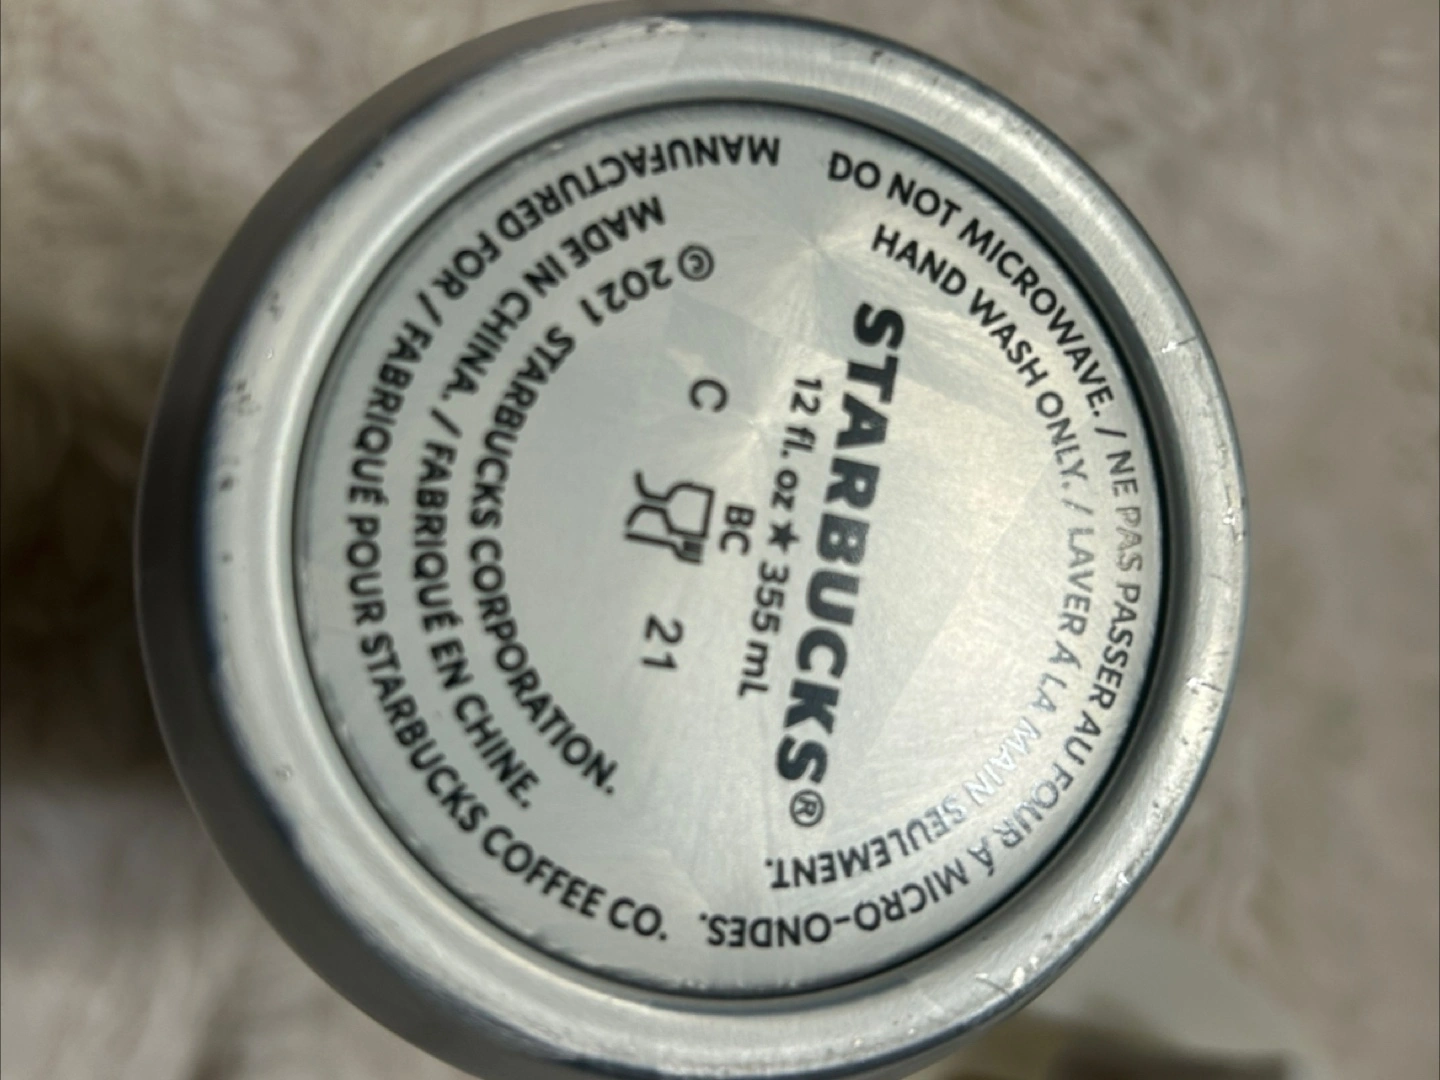 DO NOT MICROWAVE. / NE PAS PASSER AU FOUR Á MICRO-ONDES.
HAND WASH ONLY. / LAVER Á LA MAIN SEULEMENT.
STARBUCKS®
12 fl. oz ★ 355 mL
BC
C 21
© 2021 STARBUCKS CORPORATION.
MADE IN CHINA. / FABRIQUÉ EN CHINE.
MANUFACTURED FOR / FABRIQUÉ POUR STARBUCKS COFFEE CO.